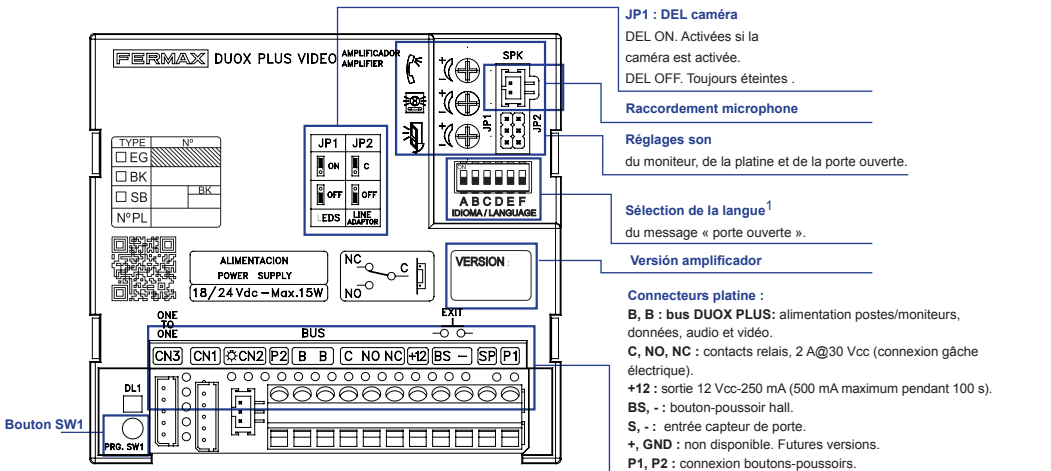 FERMAX DUOX PLUS VIDEO AMPLIFICADOR
AMPLIFIER
SPK
JP1
JP2
TYPE Nº
EG
BK
SB BK
Nº PL
JP1 JP2
ON C
OFF OFF
LEDS LINE
ADAPTOR
ON
A B C D E F
IDIOMA / LANGUAGE
ALIMENTACION
POWER SUPPLY
18/24 Vdc – Max.15W
NC
C
NO
VERSION :
EXIT
ONE
TO
ONE
BUS
CN3 CN1 CN2 P2 B B C NO NC +12 BS – SP P1
DL1
PRG. SW1
Bouton SW1
JP1 : DEL caméra
DEL ON. Activées si la
caméra est activée.
DEL OFF. Toujours éteintes .
Raccordement microphone
Réglages son
du moniteur, de la platine et de la porte ouverte.
Sélection de la langue1
du message « porte ouverte ».
Versión amplificador
Connecteurs platine :
B, B : bus DUOX PLUS: alimentation postes/moniteurs,
données, audio et vidéo.
C, NO, NC : contacts relais, 2 A@30 Vcc (connexion gâche
électrique).
+12 : sortie 12 Vcc-250 mA (500 mA maximum pendant 100 s).
BS, - : bouton-poussoir hall.
S, - : entrée capteur de porte.
+, GND : non disponible. Futures versions.
P1, P2 : connexion boutons-poussoirs.